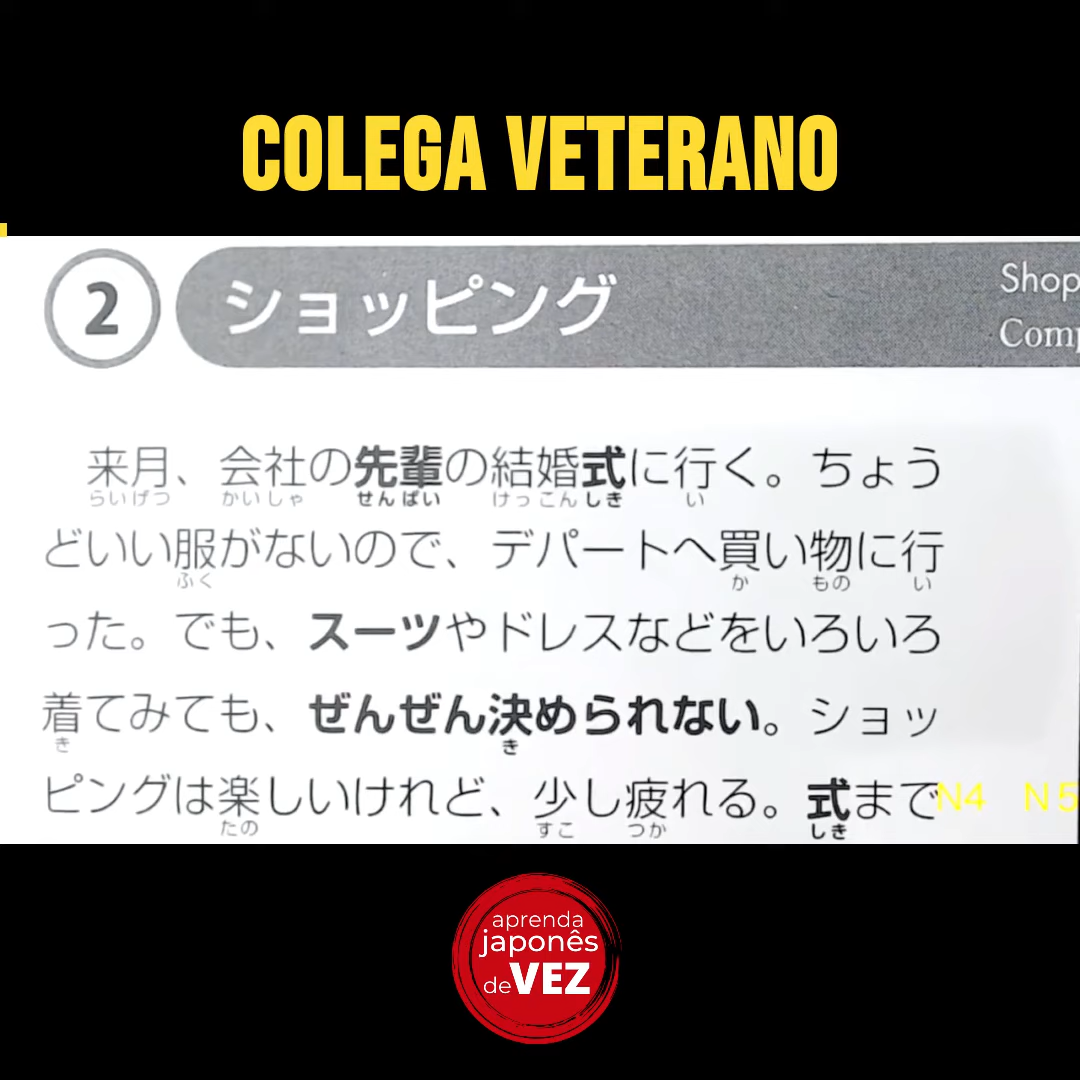 COLEGA VETERANO
2 ショッピング
Shop
Comp
来月、会社の先輩の結婚式に行く。ちょう
らいげつ かいしゃ せんぱい けっこんしき い
どいい服がないので、デパートへ買い物に行
ふく か もの い
った。でも、スーツやドレスなどをいろいろ
着てみても、ぜんぜん決められない。ショッ
き き
ピングは楽しいけれど、少し疲れる。式まで
たの すこ つか しき
N4 N5
aprenda
japonês
de VEZ